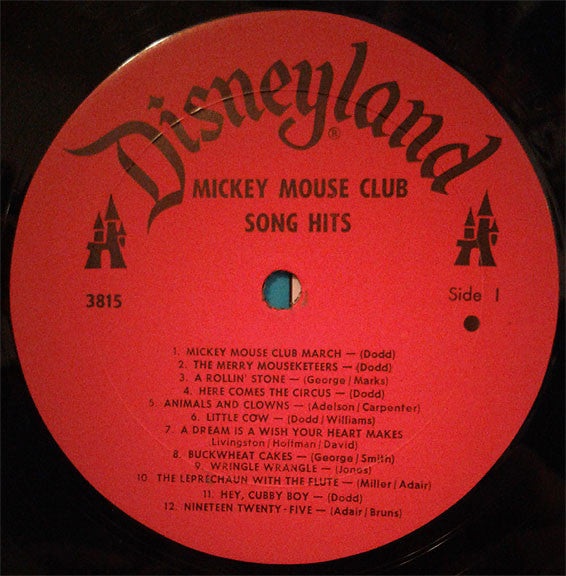 Disneyland®
MICKEY MOUSE CLUB
SONG HITS
3815
Side 1
1. MICKEY MOUSE CLUB MARCH — (Dodd)
2. THE MERRY MOUSEKETEERS — (Dodd)
3. A ROLLIN' STONE — (George/Marks)
4. HERE COMES THE CIRCUS — (Dodd)
5. ANIMALS AND CLOWNS — (Adelson/Carpenter)
6. LITTLE COW — (Dodd/Williams)
7. A DREAM IS A WISH YOUR HEART MAKES
Livingston/Hoffman/David)
8. BUCKWHEAT CAKES — (George/Smith)
9. WRINGLE WRANGLE — (Jones)
10. THE LEPRECHAUN WITH THE FLUTE — (Miller/Adair)
11. HEY, CUBBY BOY — (Dodd)
12. NINETEEN TWENTY-FIVE — (Adair/Bruns)